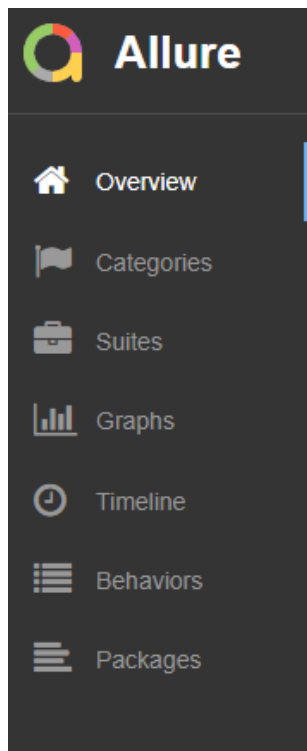 Allure
Overview
Categories
Suites
Graphs
Timeline
Behaviors
Packages